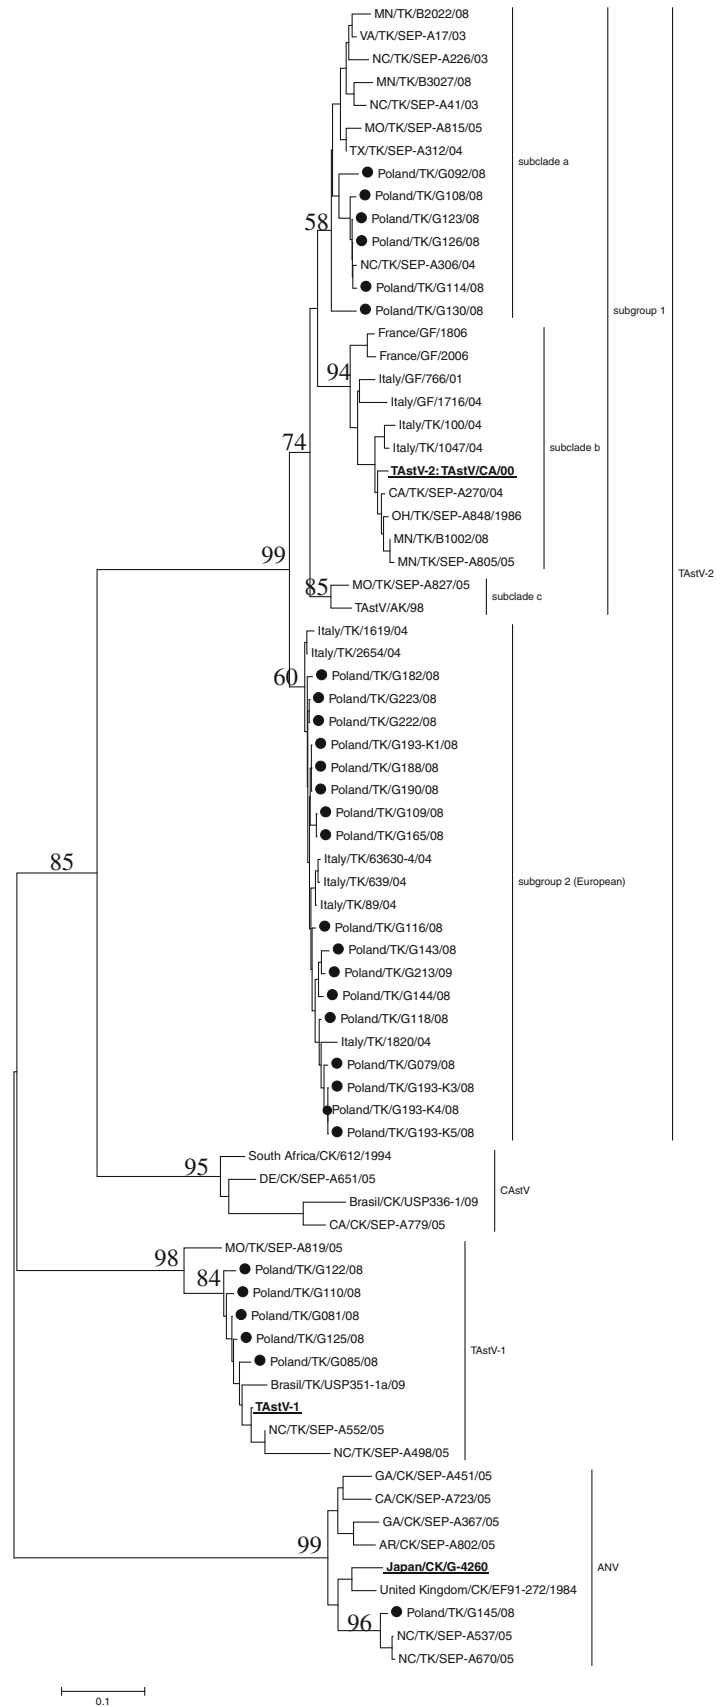 MN/TK/B2022/08
VA/TK/SEP-A17/03
NC/TK/SEP-A226/03
MN/TK/B3027/08
NC/TK/SEP-A41/03
MO/TK/SEP-A815/05
TX/TK/SEP-A312/04
subclade a
Poland/TK/G092/08
Poland/TK/G108/08
58
Poland/TK/G123/08
Poland/TK/G126/08
NC/TK/SEP-A306/04
Poland/TK/G114/08
Poland/TK/G130/08
subgroup 1
France/GF/1806
France/GF/2006
94
Italy/GF/766/01
Italy/GF/1716/04
Italy/TK/100/04
74
Italy/TK/1047/04
subclade b
TAstV-2: TAstV/CA/00
CA/TK/SEP-A270/04
OH/TK/SEP-A848/1986
MN/TK/B1002/08
99
MN/TK/SEP-A805/05
TAstV-2
85
MO/TK/SEP-A827/05
subclade c
TAstV/AK/98
Italy/TK/1619/04
Italy/TK/2654/04
60
Poland/TK/G182/08
Poland/TK/G223/08
Poland/TK/G222/08
Poland/TK/G193-K1/08
Poland/TK/G188/08
Poland/TK/G190/08
Poland/TK/G109/08
Poland/TK/G165/08
85
Italy/TK/63630-4/04
Italy/TK/639/04
subgroup 2 (European)
Italy/TK/89/04
Poland/TK/G116/08
Poland/TK/G143/08
Poland/TK/G213/09
Poland/TK/G144/08
Poland/TK/G118/08
Italy/TK/1820/04
Poland/TK/G079/08
Poland/TK/G193-K3/08
Poland/TK/G193-K4/08
Poland/TK/G193-K5/08
South Africa/CK/612/1994
95
DE/CK/SEP-A651/05
CAstV
Brasil/CK/USP336-1/09
CA/CK/SEP-A779/05
MO/TK/SEP-A819/05
98
Poland/TK/G122/08
84
Poland/TK/G110/08
Poland/TK/G081/08
Poland/TK/G125/08
TAstV-1
Poland/TK/G085/08
Brasil/TK/USP351-1a/09
TAstV-1
NC/TK/SEP-A552/05
NC/TK/SEP-A498/05
GA/CK/SEP-A451/05
CA/CK/SEP-A723/05
GA/CK/SEP-A367/05
AR/CK/SEP-A802/05
99
Japan/CK/G-4260
ANV
United Kingdom/CK/EF91-272/1984
Poland/TK/G145/08
96
NC/TK/SEP-A537/05
NC/TK/SEP-A670/05
0.1